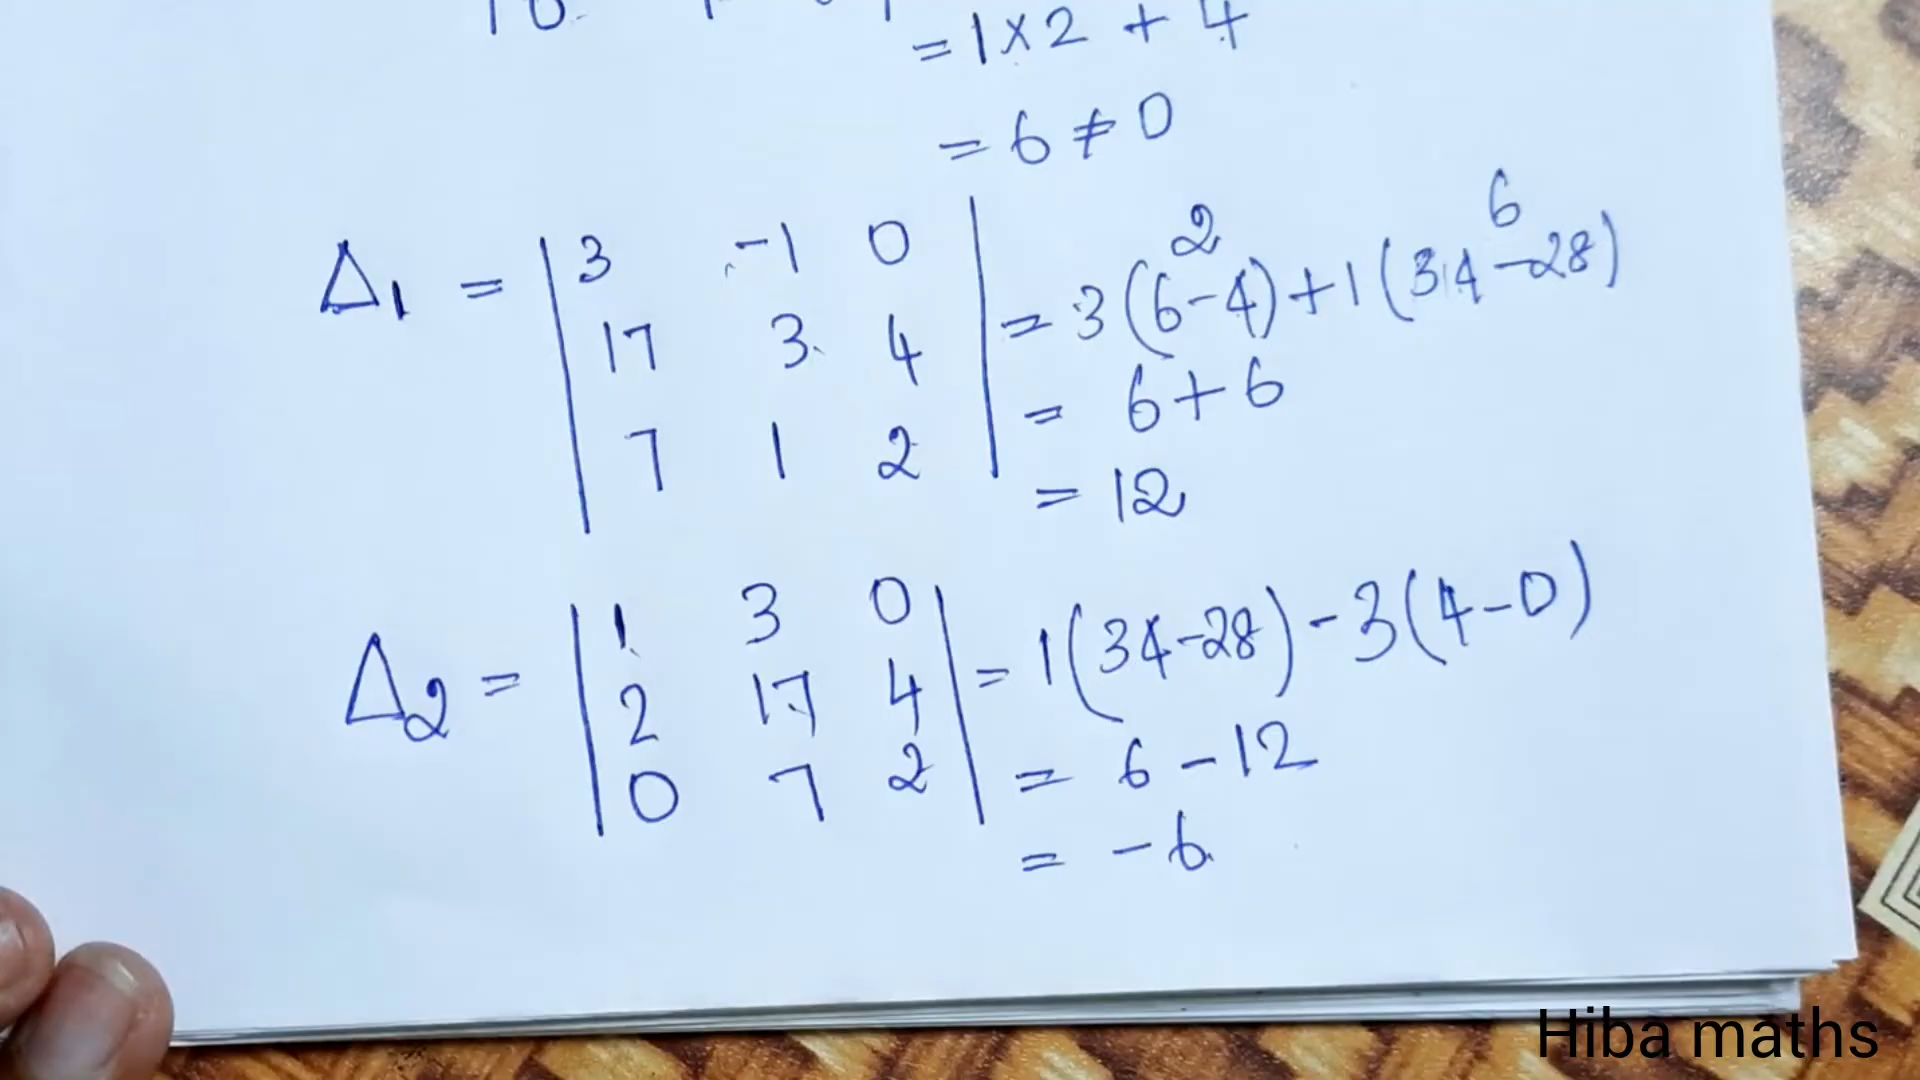 = 1 × 2 + 4
= 6 ≠ 0
Δ1 = | 3 -1 0 | = 3(6-4) + 1(34-28)
2 6
17 3 4
= 6 + 6
7 1 2
= 12
Δ2 = | 1 3 0 | = 1(34-28) - 3(4-0)
2 17 4
0 7 2
= 6 - 12
= -6
Hiba maths